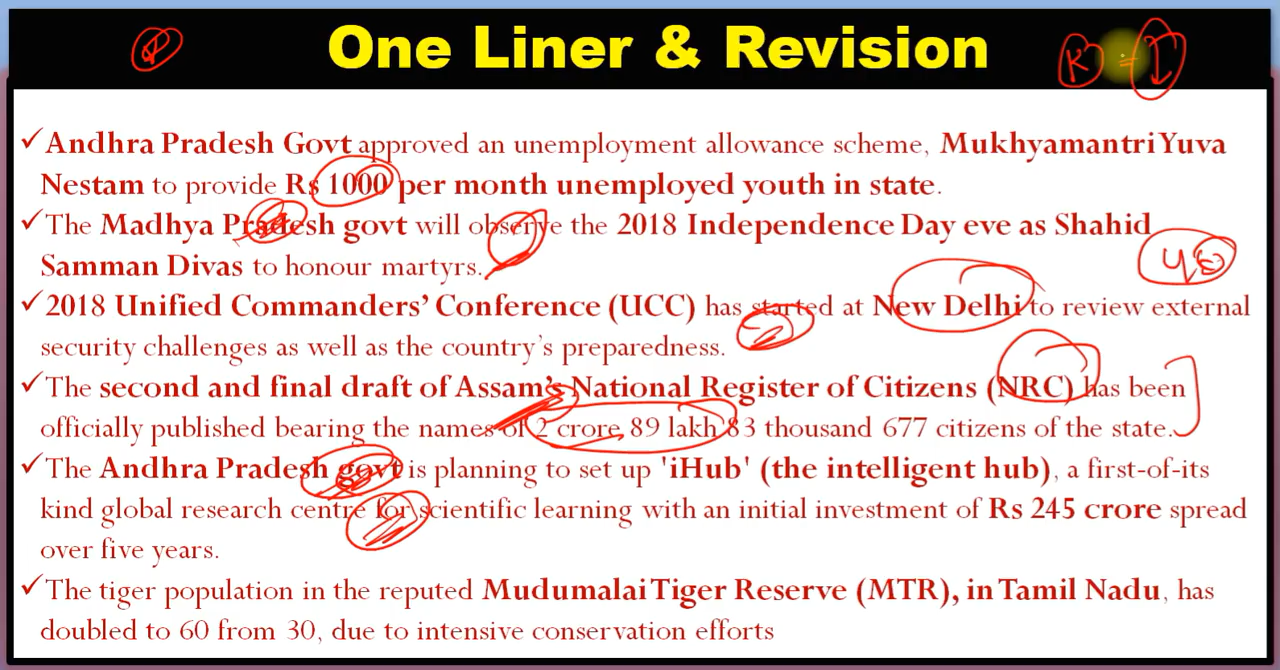 One Liner & Revision
K = I
✓Andhra Pradesh Govt approved an unemployment allowance scheme, Mukhyamantri Yuva
Nestam to provide Rs 1000 per month unemployed youth in state.
✓The Madhya Pradesh govt will observe the 2018 Independence Day eve as Shahid
Samman Divas to honour martyrs.
✓2018 Unified Commanders’ Conference (UCC) has started at New Delhi to review external
security challenges as well as the country’s preparedness.
✓The second and final draft of Assam’s National Register of Citizens (NRC) has been
officially published bearing the names of 2 crore 89 lakh 83 thousand 677 citizens of the state.
✓The Andhra Pradesh govt is planning to set up 'iHub' (the intelligent hub), a first-of-its
kind global research centre for scientific learning with an initial investment of Rs 245 crore spread
over five years.
✓The tiger population in the reputed Mudumalai Tiger Reserve (MTR), in Tamil Nadu, has
doubled to 60 from 30, due to intensive conservation efforts